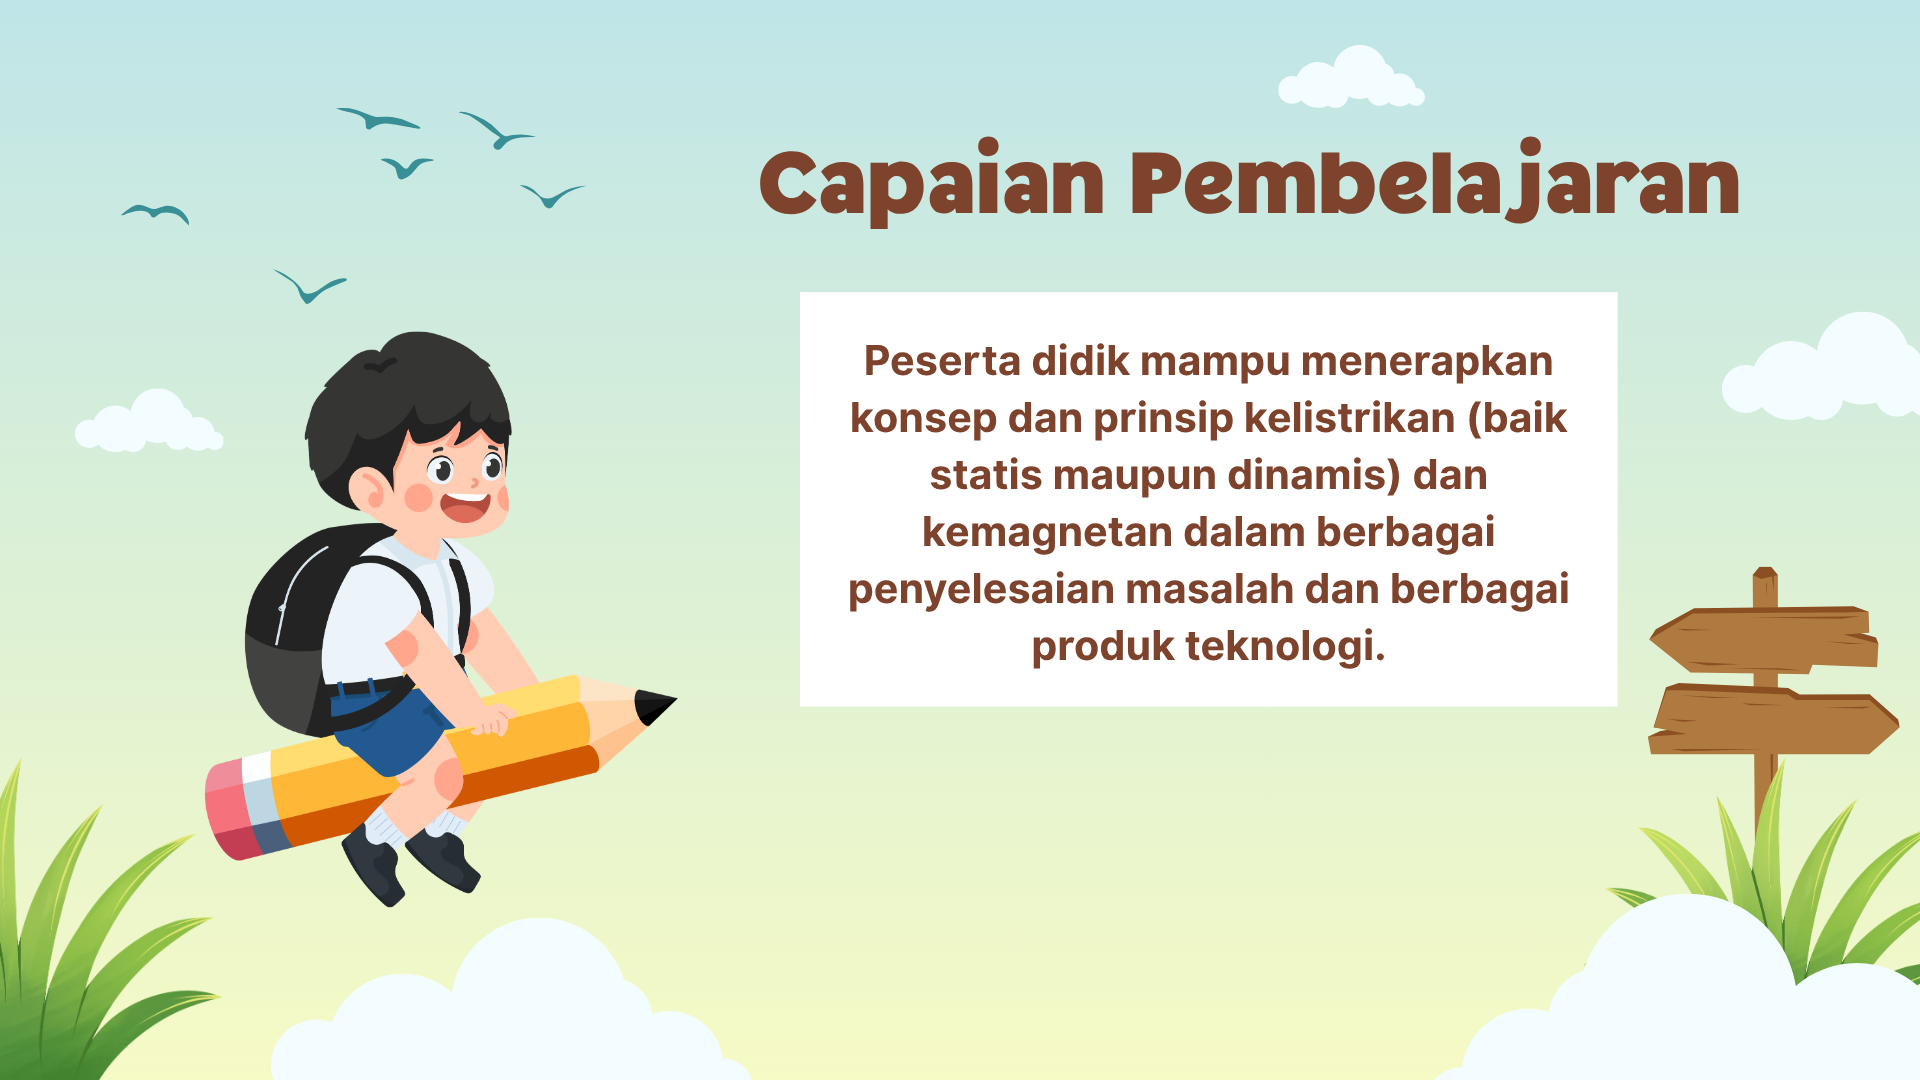 Capaian Pembelajaran
Peserta didik mampu menerapkan
konsep dan prinsip kelistrikan (baik
statis maupun dinamis) dan
kemagnetan dalam berbagai
penyelesaian masalah dan berbagai
produk teknologi.